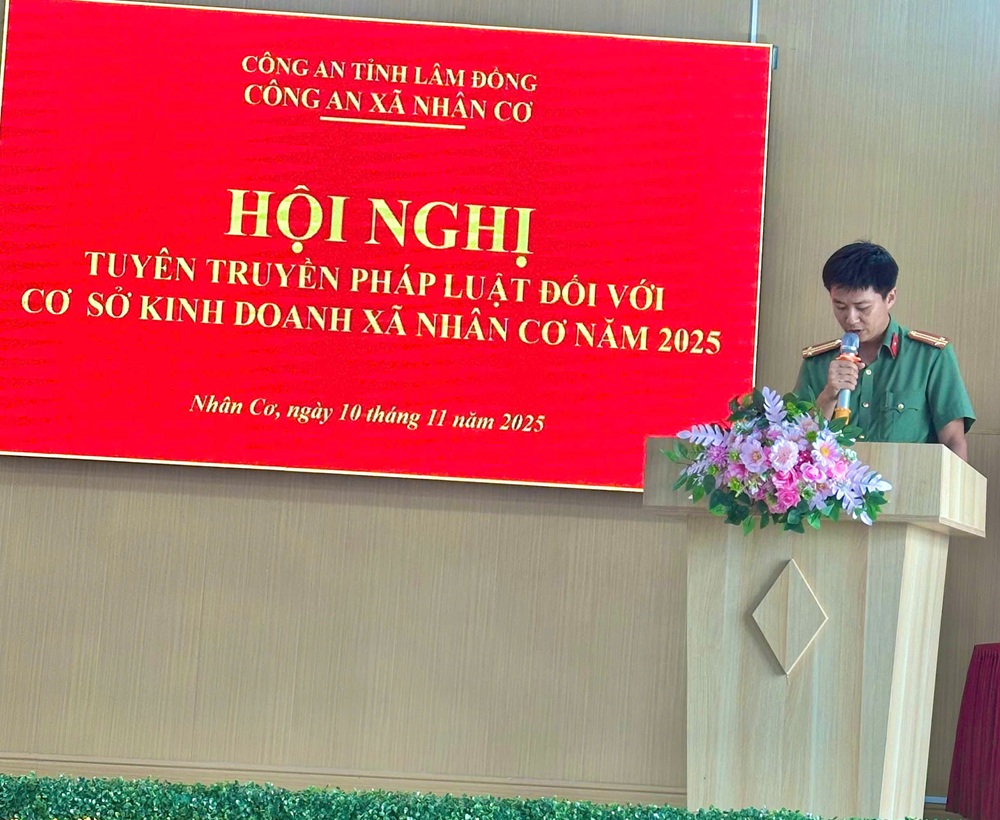 CÔNG AN TỈNH LÂM ĐỒNG
CÔNG AN XÃ NHÂN CƠ
HỘI NGHỊ
TUYÊN TRUYỀN PHÁP LUẬT ĐỐI VỚI
CƠ SỞ KINH DOANH XÃ NHÂN CƠ NĂM 2025
Nhân Cơ, ngày 10 tháng 11 năm 2025